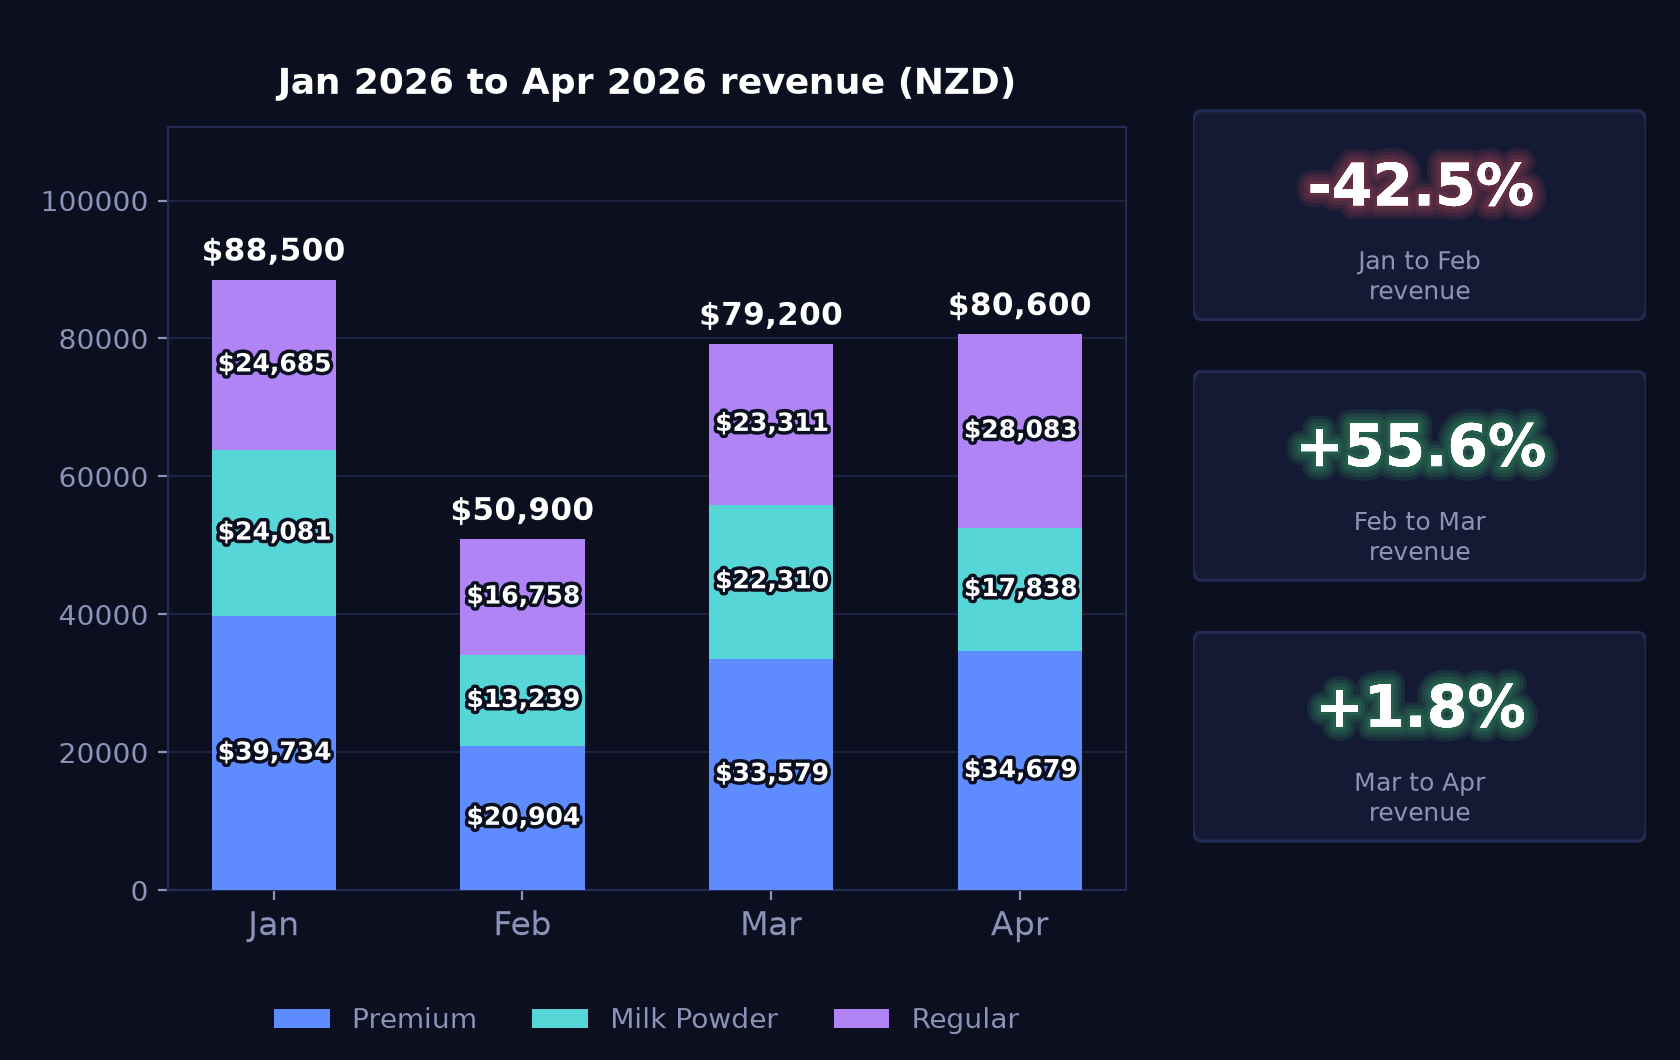 Jan 2026 to Apr 2026 revenue (NZD)
100000
80000
60000
40000
20000
0
$88,500
$24,685
$24,081
$39,734
$50,900
$16,758
$13,239
$20,904
$79,200
$23,311
$22,310
$33,579
$80,600
$28,083
$17,838
$34,679
Jan
Feb
Mar
Apr
Premium
Milk Powder
Regular
-42.5%
Jan to Feb
revenue
+55.6%
Feb to Mar
revenue
+1.8%
Mar to Apr
revenue